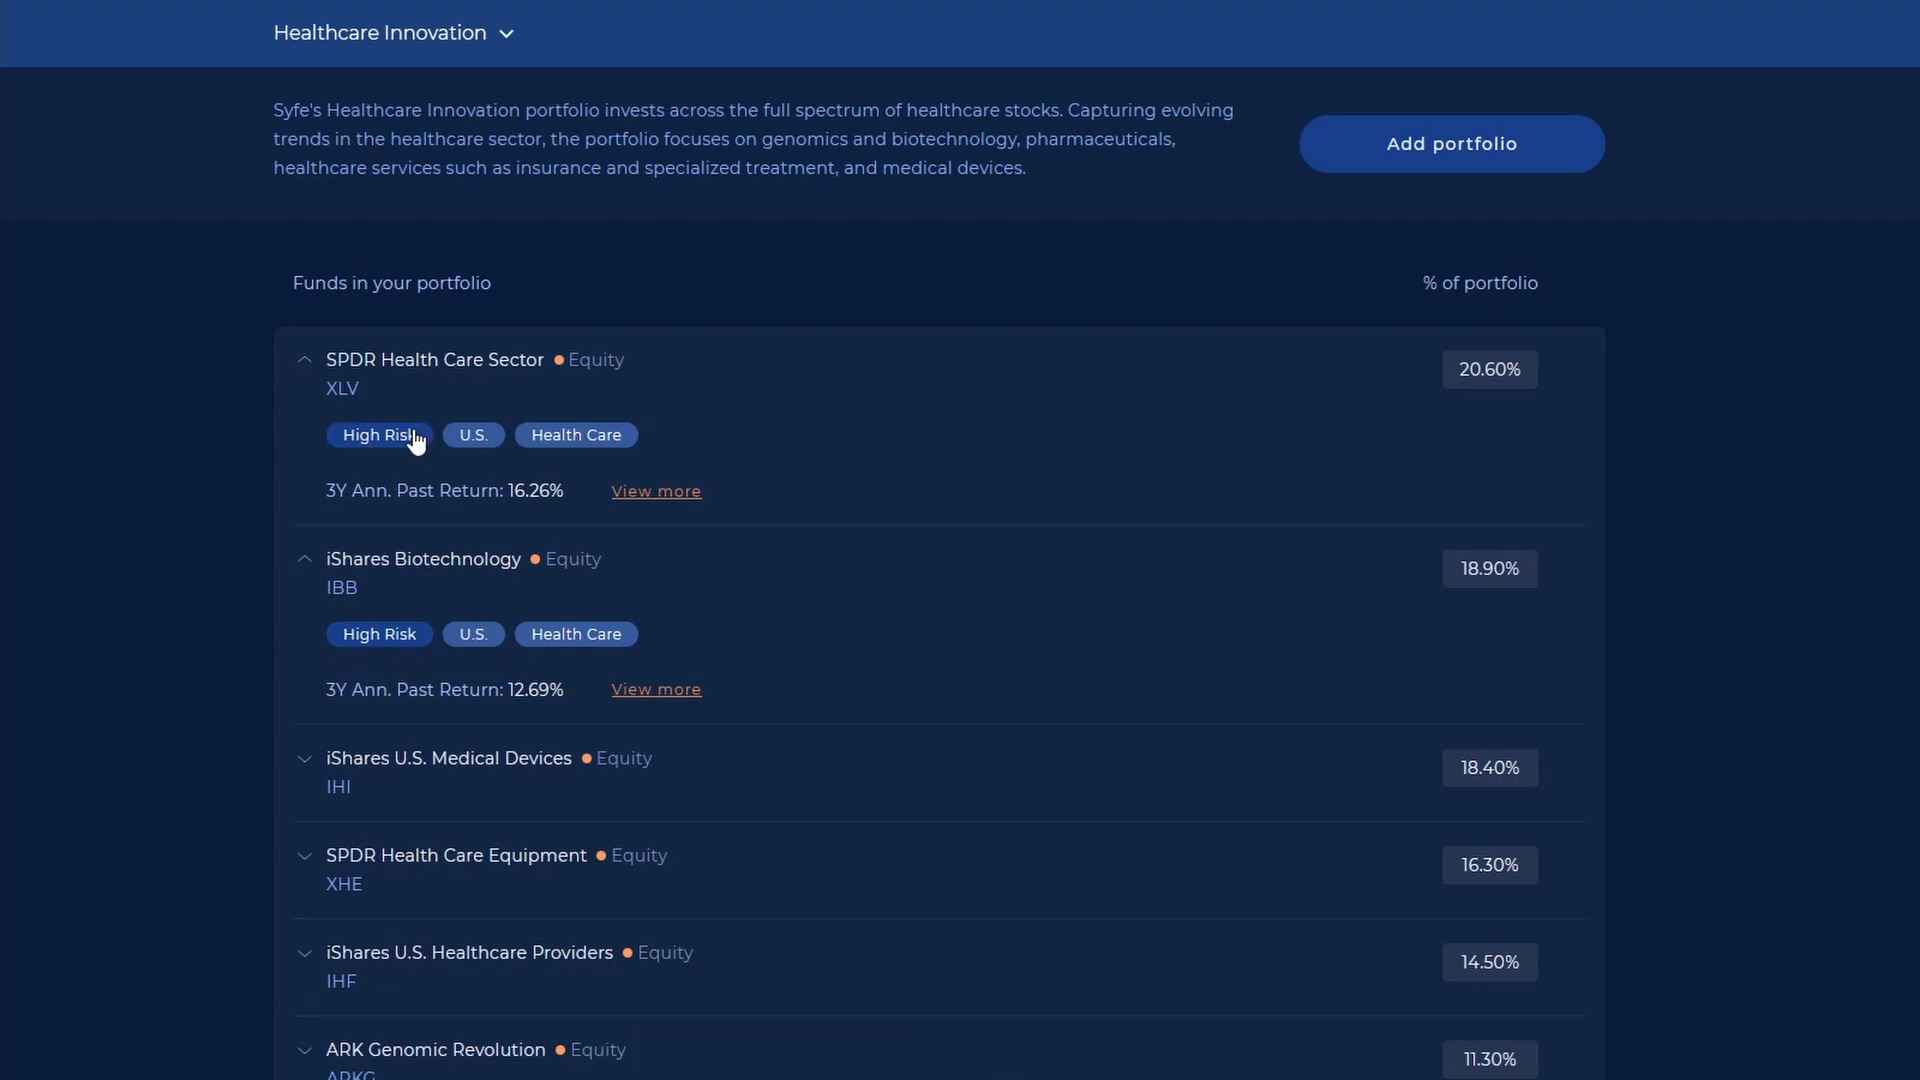 Healthcare Innovation
Syfe's Healthcare Innovation portfolio invests across the full spectrum of healthcare stocks. Capturing evolving
trends in the healthcare sector, the portfolio focuses on genomics and biotechnology, pharmaceuticals,
healthcare services such as insurance and specialized treatment, and medical devices.
Add portfolio
Funds in your portfolio % of portfolio
SPDR Health Care Sector Equity 20.60%
XLV
High Risk U.S. Health Care
3Y Ann. Past Return: 16.26% View more
iShares Biotechnology Equity 18.90%
IBB
High Risk U.S. Health Care
3Y Ann. Past Return: 12.69% View more
iShares U.S. Medical Devices Equity 18.40%
IHI
SPDR Health Care Equipment Equity 16.30%
XHE
iShares U.S. Healthcare Providers Equity 14.50%
IHF
ARK Genomic Revolution Equity 11.30%
ARKG